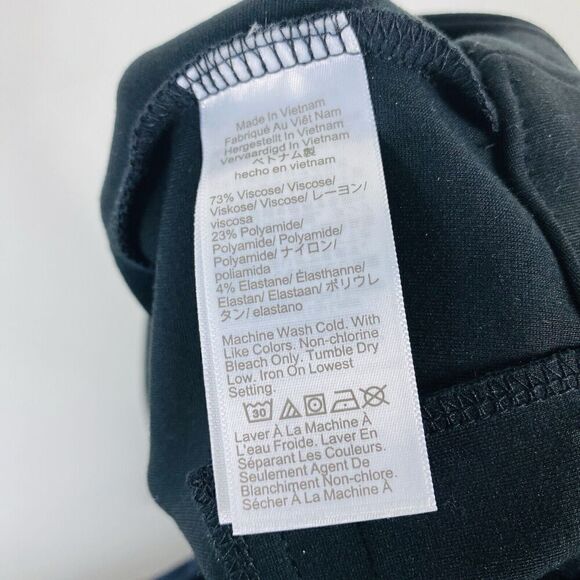 Made In Vietnam
Fabriqué Au Viêt Nam
Hergestellt In Vietnam
Vervaardigd In Vietnam
ベトナム製
hecho en vietnam
73% Viscose/ Viscose/
Viskose/ Viscose/ レーヨン/
viscosa
23% Polyamide/
Polyamide/ Polyamide/
Polyamide/ ナイロン/
poliamida
4% Elastane/ Élasthanne/
Elastan/ Elastaan/ ポリウレ
タン/ elastano
Machine Wash Cold. With
Like Colors. Non-chlorine
Bleach Only. Tumble Dry
Low. Iron On Lowest
Setting.
30
Laver À La Machine À
L'eau Froide. Laver En
Séparant Les Couleurs.
Seulement Agent De
Blanchiment Non-chlore.
Sécher À La Machine À